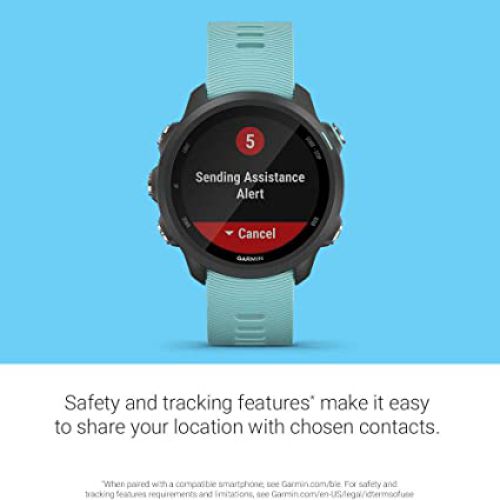 5
Sending Assistance
Alert
Cancel
GARMIN
Safety and tracking features* make it easy
to share your location with chosen contacts.
*When paired with a compatible smartphone; see Garmin.com/ble. For safety and
tracking features requirements and limitations, see Garmin.com/en-US/legal/idtermsofuse